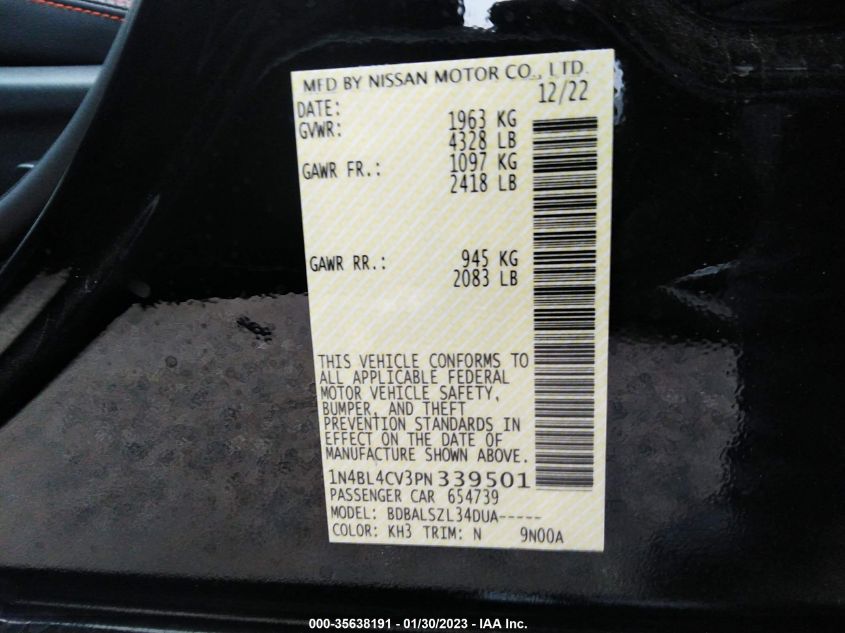 MFD BY NISSAN MOTOR CO., LTD.
DATE: 12/22
GVWR: 1963 KG
4328 LB
GAWR FR.: 1097 KG
2418 LB
GAWR RR.: 945 KG
2083 LB
THIS VEHICLE CONFORMS TO
ALL APPLICABLE FEDERAL
MOTOR VEHICLE SAFETY,
BUMPER, AND THEFT
PREVENTION STANDARDS IN
EFFECT ON THE DATE OF
MANUFACTURE SHOWN ABOVE.
1N4BL4CV3PN339501
PASSENGER CAR 654739
MODEL: BDBALSZL34DUA-----
COLOR: KH3 TRIM: N 9N00A
000-35638191 - 01/30/2023 - © IAA Inc.